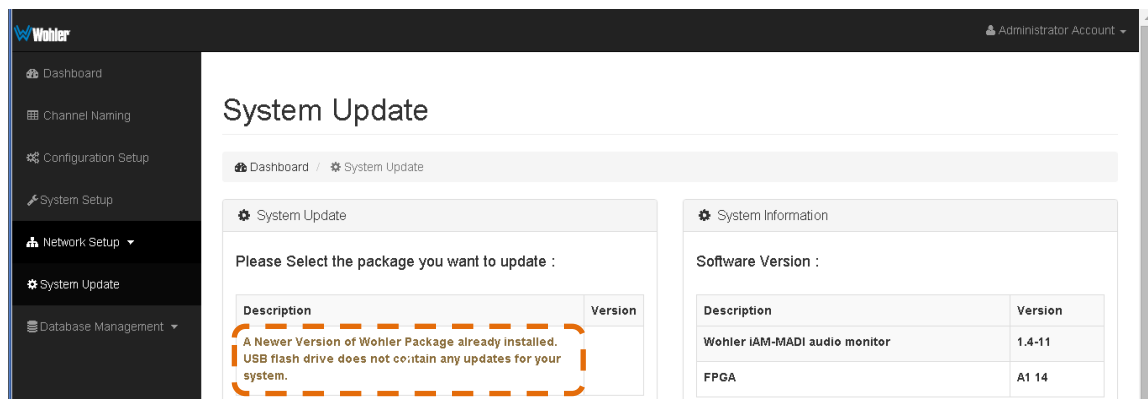 Wohler
Administrator Account
Dashboard
Channel Naming
Configuration Setup
System Setup
Network Setup
System Update
Database Management
System Update
Dashboard / System Update
System Update
Please Select the package you want to update :
Description Version
A Newer Version of Wohler Package already installed.
USB flash drive does not contain any updates for your
system.
System Information
Software Version :
Description Version
Wohler iAM-MADI audio monitor 1.4-11
FPGA A1 14